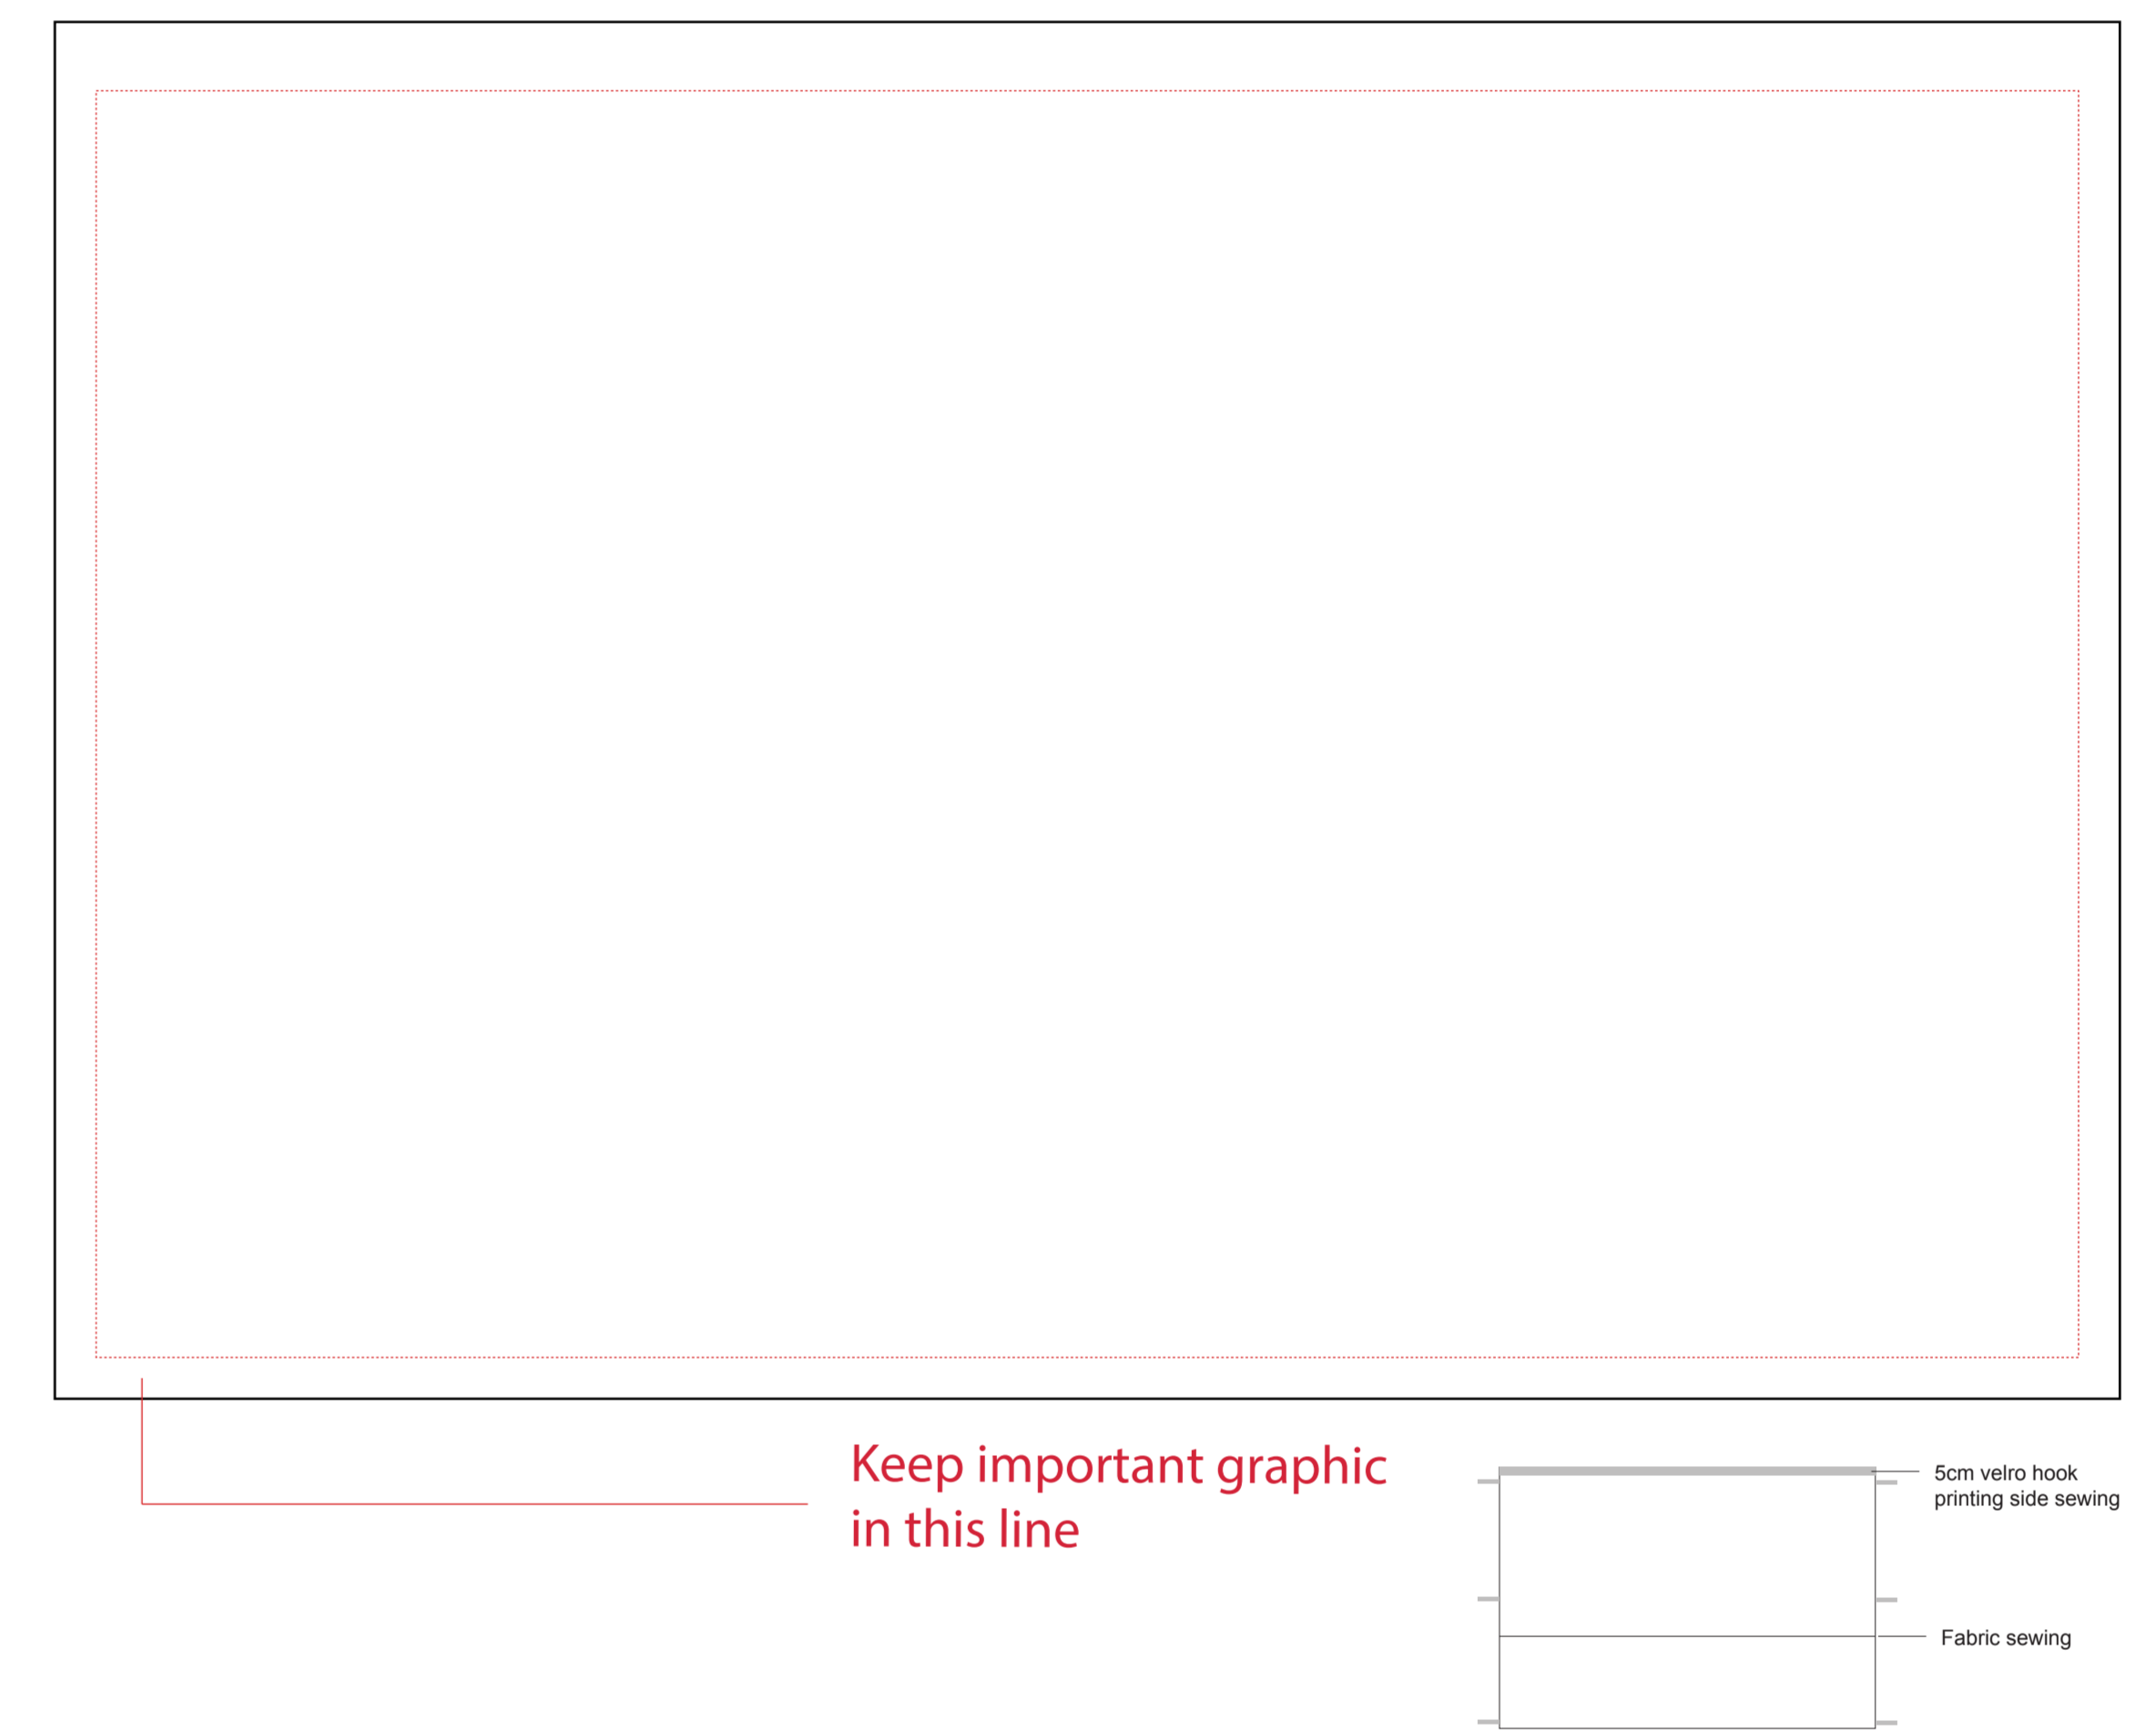 Keep important graphic
in this line
5cm velro hook
printing side sewing
Fabric sewing